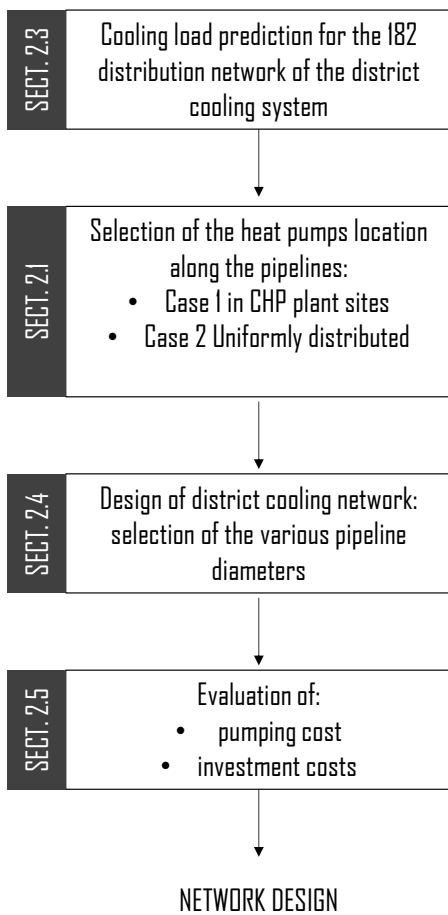 SECT. 2.3
Cooling load prediction for the 182
distribution network of the district
cooling system
SECT. 2.1
Selection of the heat pumps location
along the pipelines:
• Case 1 in CHP plant sites
• Case 2 Uniformly distributed
SECT. 2.4
Design of district cooling network:
selection of the various pipeline
diameters
SECT. 2.5
Evaluation of:
• pumping cost
• investment costs
NETWORK DESIGN